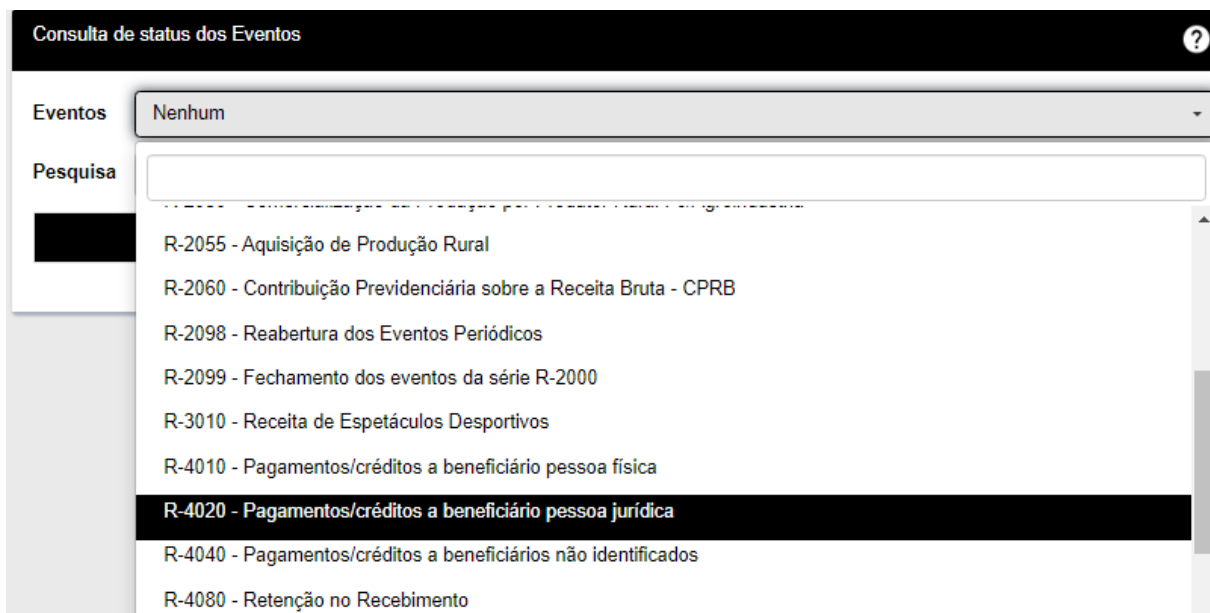 Consulta de status dos Eventos
?
Eventos
Nenhum
Pesquisa
R-2055 - Aquisição de Produção Rural
R-2060 - Contribuição Previdenciária sobre a Receita Bruta - CPRB
R-2098 - Reabertura dos Eventos Periódicos
R-2099 - Fechamento dos eventos da série R-2000
R-3010 - Receita de Espetáculos Desportivos
R-4010 - Pagamentos/créditos a beneficiário pessoa física
R-4020 - Pagamentos/créditos a beneficiário pessoa jurídica
R-4040 - Pagamentos/créditos a beneficiários não identificados
R-4080 - Retenção no Recebimento